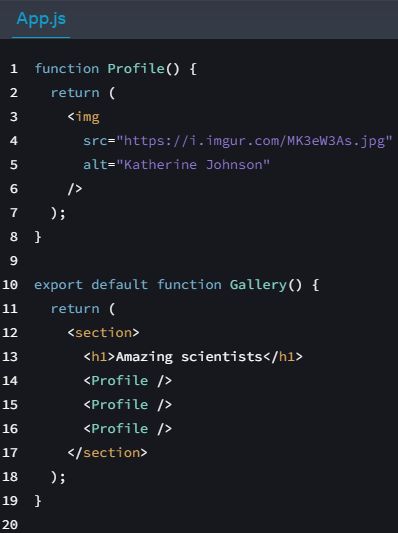 App.js
1 function Profile() {
2   return (
3     <img
4       src="https://i.imgur.com/MK3eW3As.jpg"
5       alt="Katherine Johnson"
6     />
7   );
8 }
9
10 export default function Gallery() {
11   return (
12     <section>
13       <h1>Amazing scientists</h1>
14       <Profile />
15       <Profile />
16       <Profile />
17     </section>
18   );
19 }
20